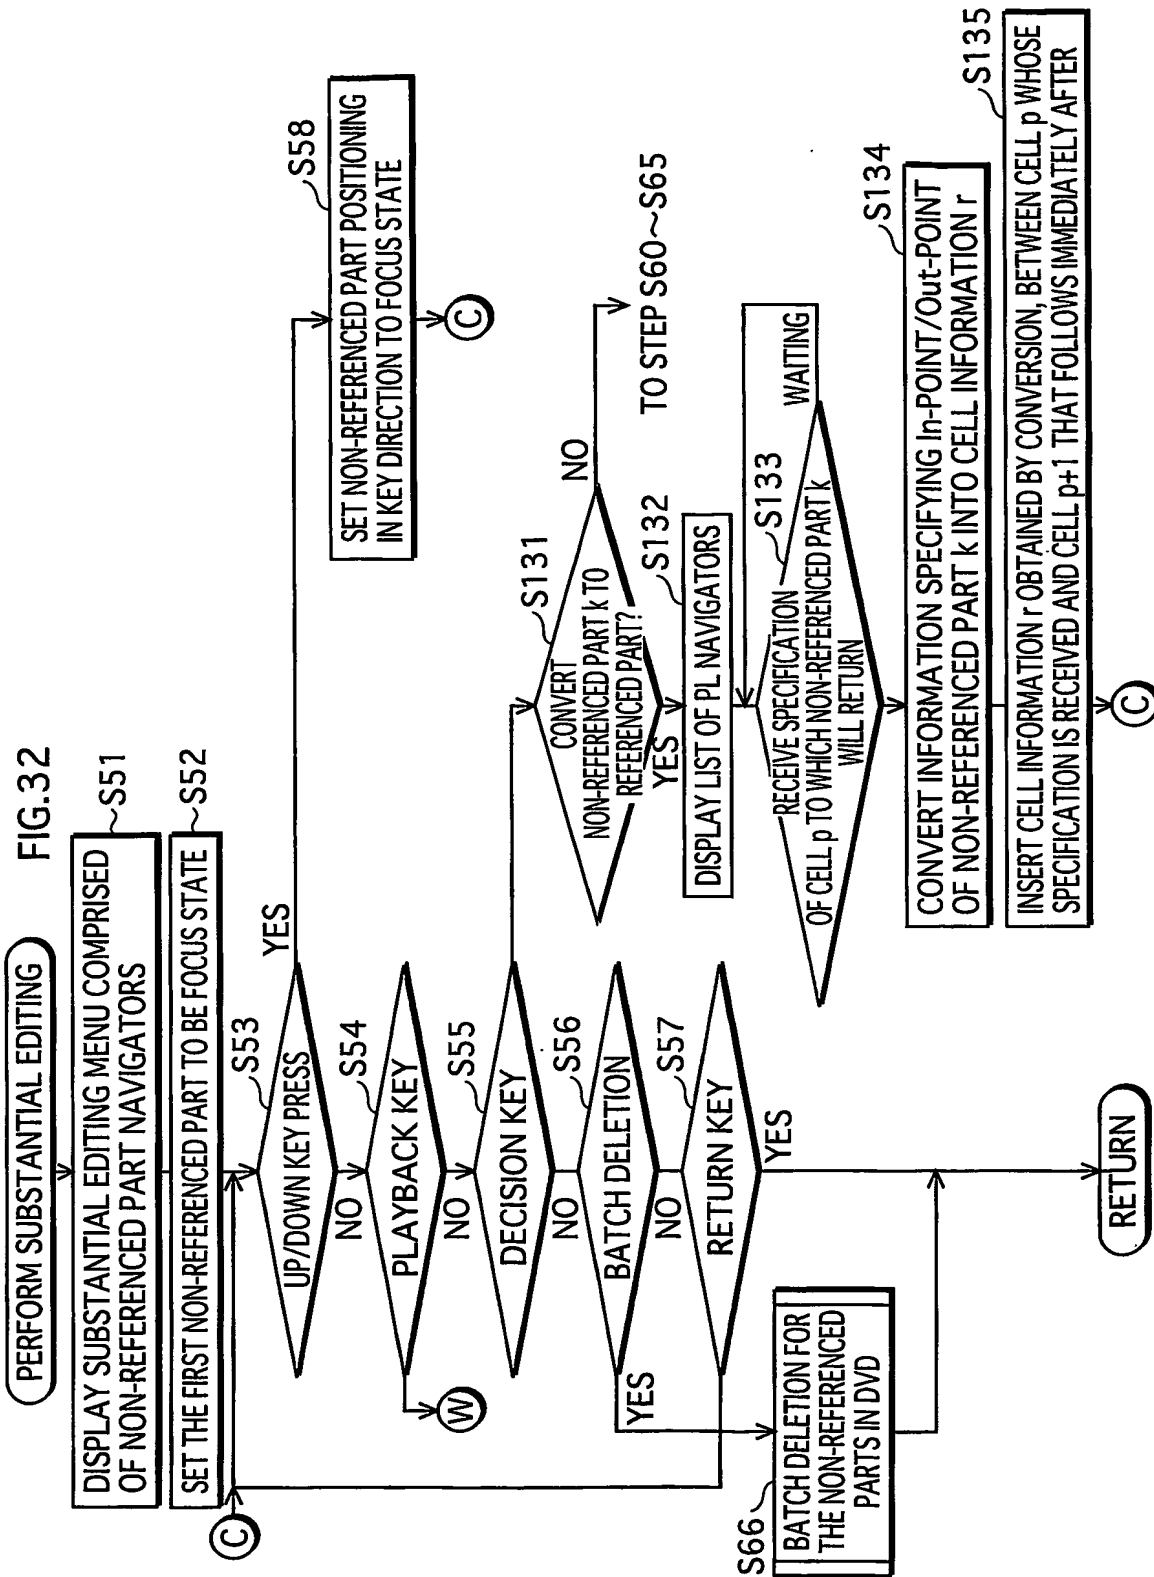 FIG.32
PERFORM SUBSTANTIAL EDITING
DISPLAY SUBSTANTIAL EDITING MENU COMPRISED
OF NON-REFERENCED PART NAVIGATORS
S51
SET THE FIRST NON-REFERENCED PART TO BE FOCUS STATE
S52
C
UP/DOWN KEY PRESS
S53
YES
NO
SET NON-REFERENCED PART POSITIONING
IN KEY DIRECTION TO FOCUS STATE
S58
C
PLAYBACK KEY
S54
W
NO
DECISION KEY
S55
NO
BATCH DELETION
S56
YES
NO
RETURN KEY
S57
YES
S66
BATCH DELETION FOR
THE NON-REFERENCED
PARTS IN DVD
RETURN
CONVERT
NON-REFERENCED PART k TO
REFERENCED PART?
S131
NO
TO STEP S60~S65
YES
DISPLAY LIST OF PL NAVIGATORS
S132
RECEIVE SPECIFICATION
OF CELL p TO WHICH NON-REFERENCED PART k
WILL RETURN
S133
WAITING
CONVERT INFORMATION SPECIFYING In-POINT/Out-POINT
OF NON-REFERENCED PART k INTO CELL INFORMATION r
S134
INSERT CELL INFORMATION r OBTAINED BY CONVERSION, BETWEEN CELL p WHOSE
SPECIFICATION IS RECEIVED AND CELL p+1 THAT FOLLOWS IMMEDIATELY AFTER
S135
C